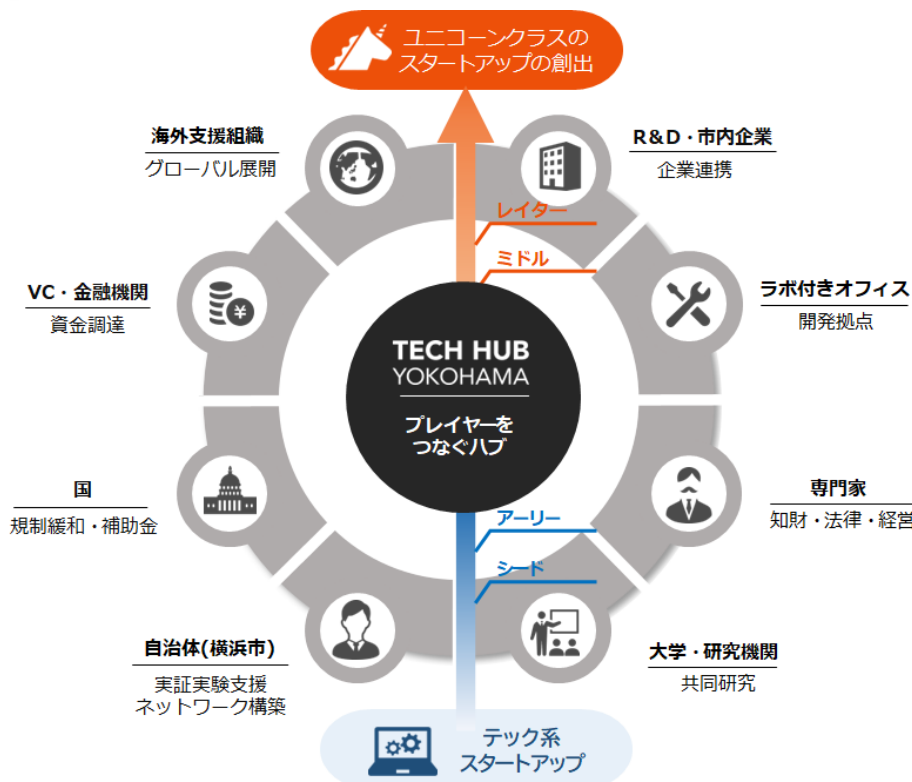 ユニコーンクラスの
スタートアップの創出
海外支援組織
グローバル展開
R&D・市内企業
企業連携
レイター
ミドル
VC・金融機関
資金調達
ラボ付きオフィス
開発拠点
TECH HUB
YOKOHAMA
プレイヤーを
つなぐハブ
国
規制緩和・補助金
専門家
知財・法律・経営
アーリー
シード
自治体(横浜市)
実証実験支援
ネットワーク構築
大学・研究機関
共同研究
テック系
スタートアップ
¥